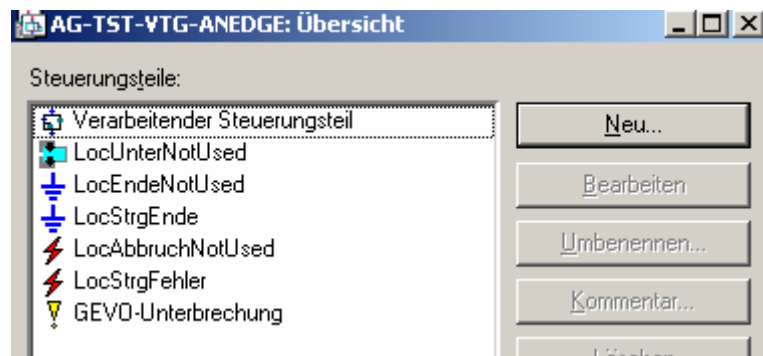 AG-TST-VTG-ANEDGE: Übersicht
Steuerungsteile:
Verarbeitender Steuerungsteil
LocUnterNotUsed
LocEndeNotUsed
LocStrgEnde
LocAbbruchNotUsed
LocStrgFehler
GEVO-Unterbrechung
Neu...
Bearbeiten
Umbenennen...
Kommentar...